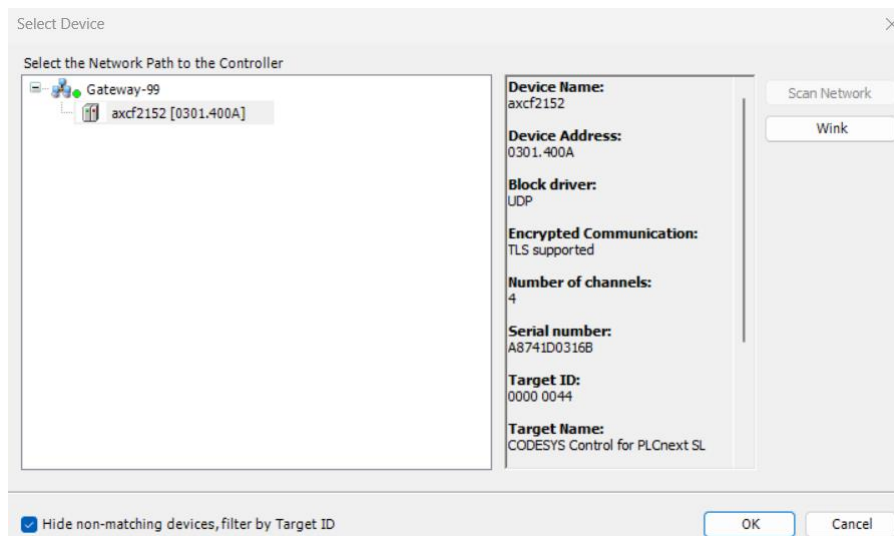 Select Device
Select the Network Path to the Controller
Gateway-99
axcf2152 [0301.400A]
Device Name:
axcf2152
Device Address:
0301.400A
Block driver:
UDP
Encrypted Communication:
TLS supported
Number of channels:
4
Serial number:
A8741D0316B
Target ID:
0000 0044
Target Name:
CODESYS Control for PLCnext SL
Scan Network
Wink
Hide non-matching devices, filter by Target ID
OK
Cancel